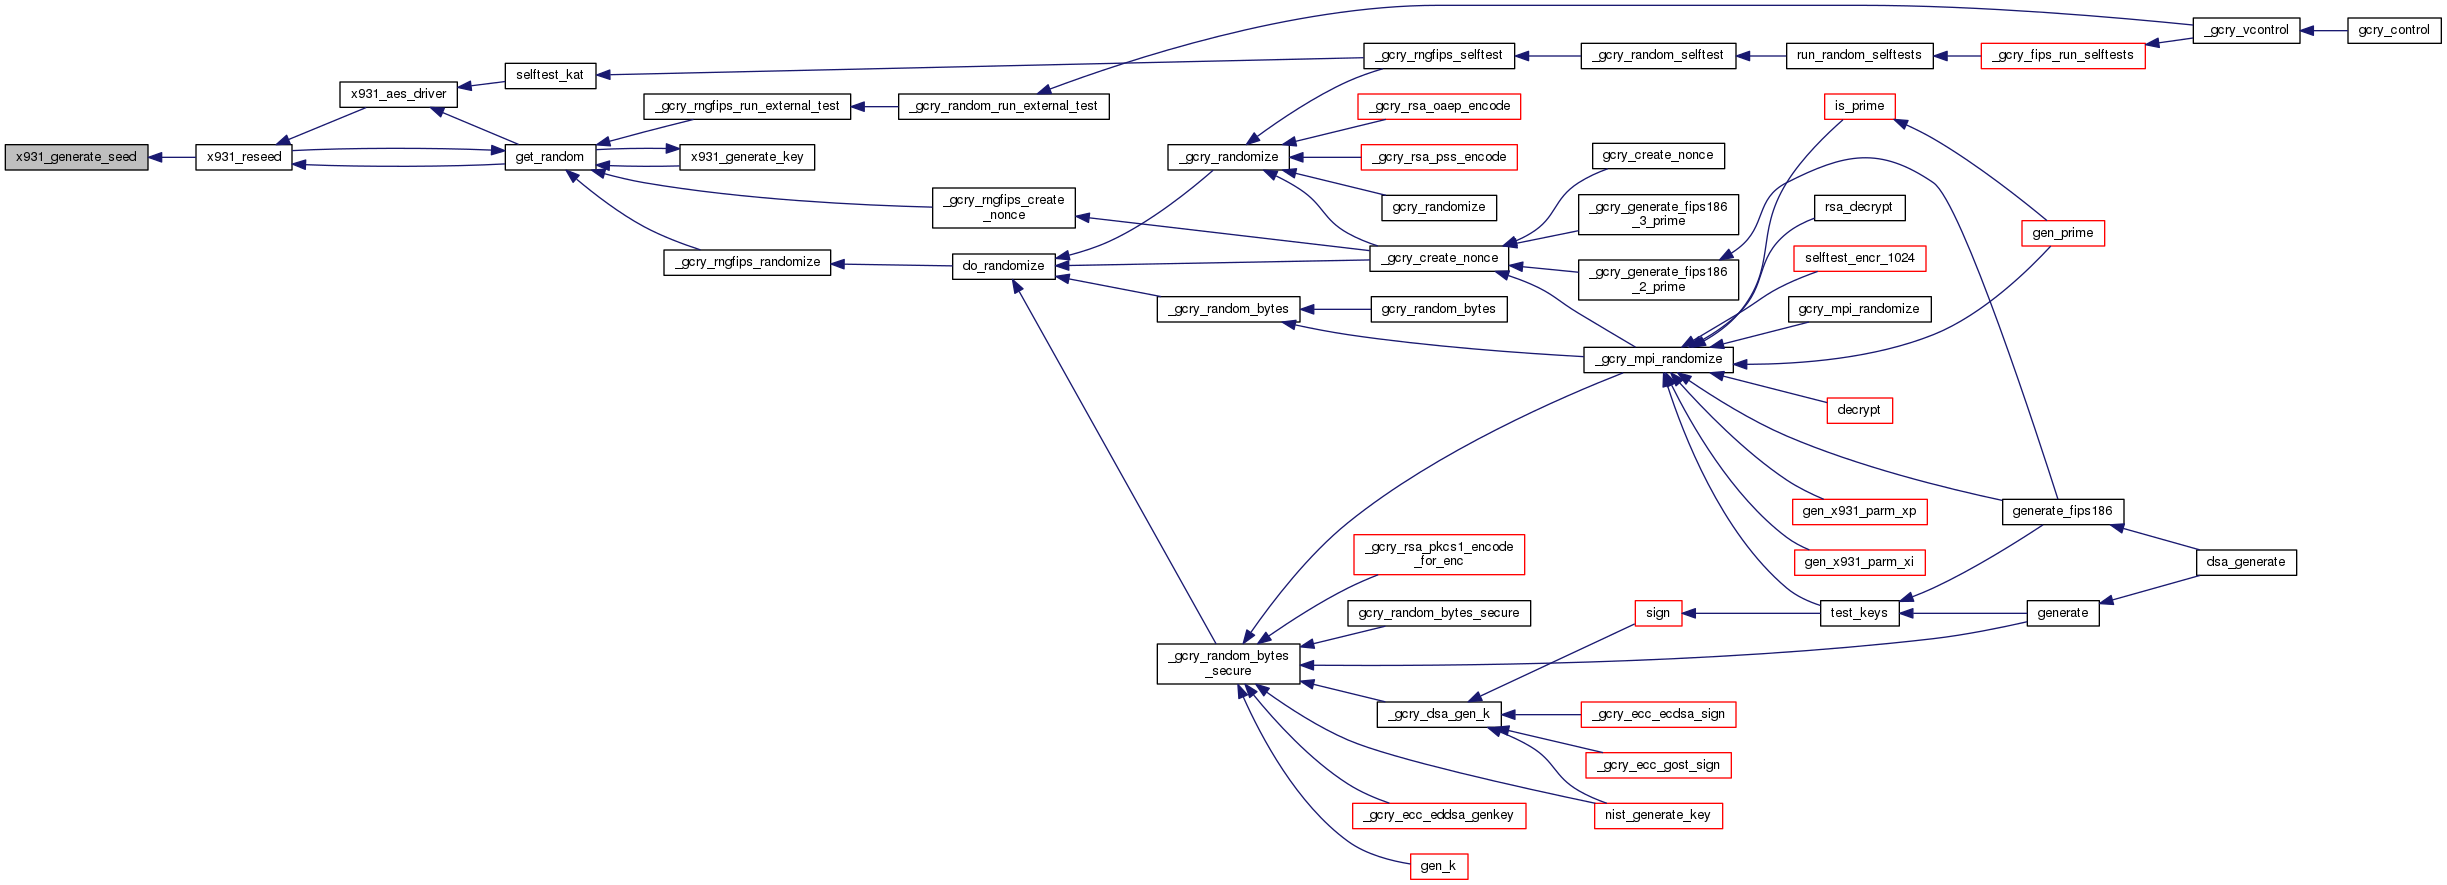 x931_generate_seed
x931_reseed
x931_aes_driver
selftest_kat
get_random
_gcry_rngfips_run_external_test
x931_generate_key
_gcry_rngfips_randomize
_gcry_random_run_external_test
_gcry_rngfips_create
_nonce
do_randomize
_gcry_randomize
_gcry_random_bytes
_gcry_random_bytes
_secure
_gcry_rngfips_selftest
_gcry_rsa_oaep_encode
_gcry_rsa_pss_encode
gcry_randomize
_gcry_create_nonce
gcry_random_bytes
_gcry_rsa_pkcs1_encode
_for_enc
gcry_random_bytes_secure
_gcry_dsa_gen_k
_gcry_ecc_eddsa_genkey
gen_k
_gcry_random_selftest
gcry_create_nonce
_gcry_generate_fips186
_3_prime
_gcry_generate_fips186
_2_prime
_gcry_mpi_randomize
sign
_gcry_ecc_ecdsa_sign
_gcry_ecc_gost_sign
nist_generate_key
run_random_selftests
is_prime
rsa_decrypt
selftest_encr_1024
gcry_mpi_randomize
decrypt
gen_x931_parm_xp
gen_x931_parm_xi
test_keys
_gcry_fips_run_selftests
gen_prime
generate_fips186
generate
_gcry_vcontrol
dsa_generate
gcry_control